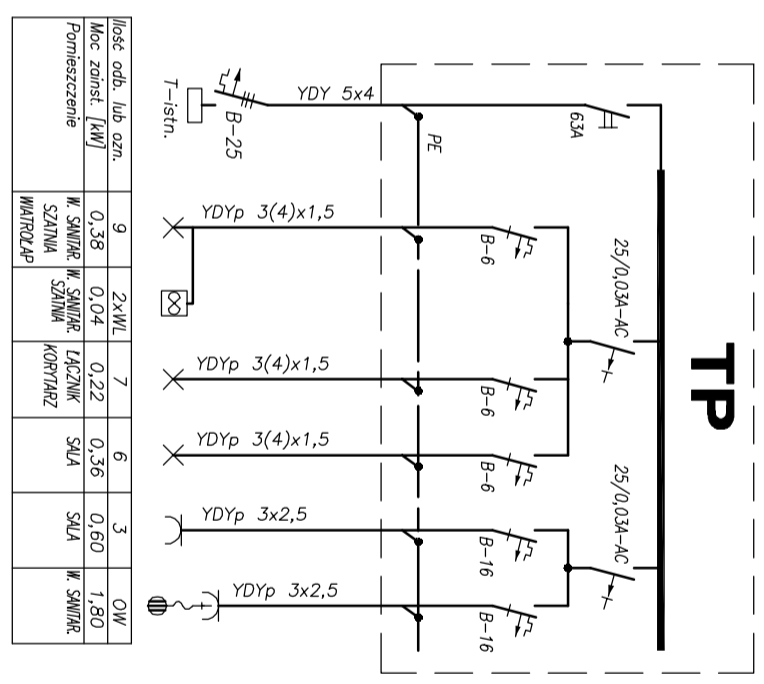 TP
63A
25/0,03A-AC
25/0,03A-AC
PE
B-6
B-6
B-6
B-16
B-16
YDY 5x4
YDYp 3(4)x1,5
YDYp 3(4)x1,5
YDYp 3(4)x1,5
YDYp 3x2,5
YDYp 3x2,5
B-25
T-istn.
Ilość odb. lub ozn. 9 2xWL 7 6 3 OW
Moc zainst. [kW] 0,38 0,04 0,22 0,36 0,60 1,80
Pomieszczenie
W. SANITAR.
SZATNIA
WIATROŁAP
W. SANITAR.
SZATNIA
ŁĄCZNIK
KORYTARZ
SALA
SALA
W. SANITAR.